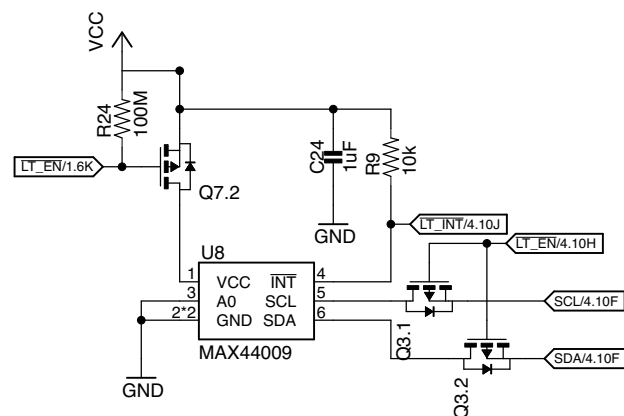 VCC
R24
100M
LT_EN/1.6K
Q7.2
C24
1uF
R9
10k
GND
LT_INT/4.10J
LT_EN/4.10H
U8
1 VCC INT 4
3 A0 SCL 5
2*2 GND SDA 6
MAX44009
GND
Q3.1
SCL/4.10F
Q3.2
SDA/4.10F